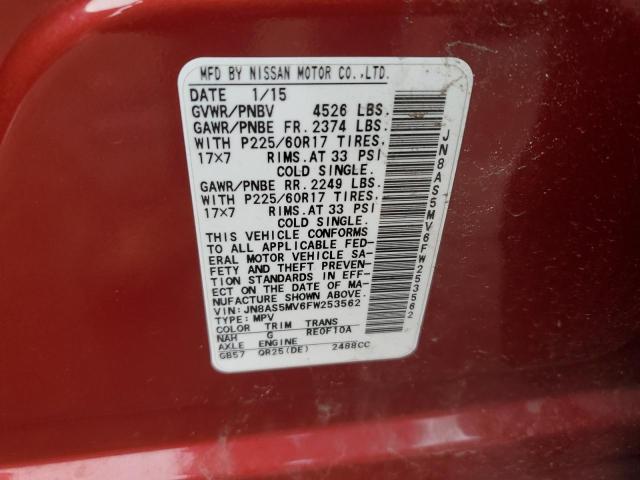 MFD BY NISSAN MOTOR CO.,LTD.
DATE 1/15
GVWR/PNBV 4526 LBS.
GAWR/PNBE FR. 2374 LBS.
WITH P225/60R17 TIRES.
17×7 RIMS.AT 33 PSI
COLD SINGLE.
GAWR/PNBE RR. 2249 LBS.
WITH P225/60R17 TIRES.
17×7 RIMS.AT 33 PSI
COLD SINGLE.
THIS VEHICLE CONFORMS
TO ALL APPLICABLE FED-
ERAL MOTOR VEHICLE SA-
FETY AND THEFT PREVEN-
TION STANDARDS IN EFF-
ECT ON THE DATE OF MA-
NUFACTURE SHOWN ABOVE.
VIN:JN8AS5MV6FW253562
TYPE:MPV
COLOR TRIM TRANS
NAH G RE0F10A
AXLE ENGINE
GB57 QR25(DE) 2488CC
JN8AS5MV6FW253562